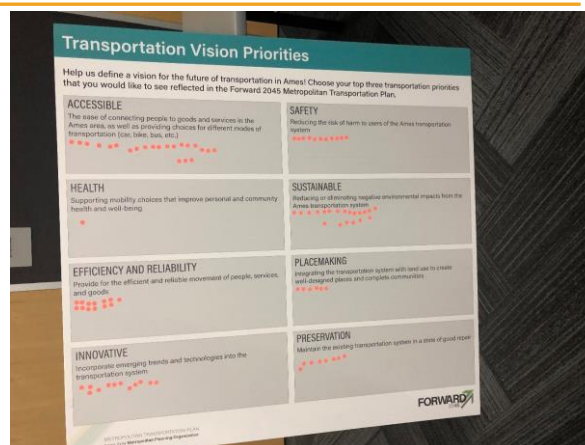 Transportation Vision Priorities
Help us define a vision for the future of transportation in Ames! Choose your top three transportation priorities
that you would like to see reflected in the Forward 2045 Metropolitan Transportation Plan.
ACCESSIBLE
The ease of connecting people to goods and services in the
Ames area, as well as providing choices for different modes of
transportation (car, bike, bus, etc.)
SAFETY
Reducing the risk of harm to users of the Ames transportation
system
HEALTH
Supporting mobility choices that improve personal and community
health and well-being
SUSTAINABLE
Reducing or eliminating negative environmental impacts from the
Ames transportation system
EFFICIENCY AND RELIABILITY
Provide for the efficient and reliable movement of people, services,
and goods
PLACEMAKING
Integrating the transportation system with land use to create
well-designed places and complete communities
INNOVATIVE
Incorporate emerging trends and technologies into the
transportation system
PRESERVATION
Maintain the existing transportation system in a state of good repair
FORWARD
METROPOLITAN TRANSPORTATION PLAN
Metropolitan Planning Organization